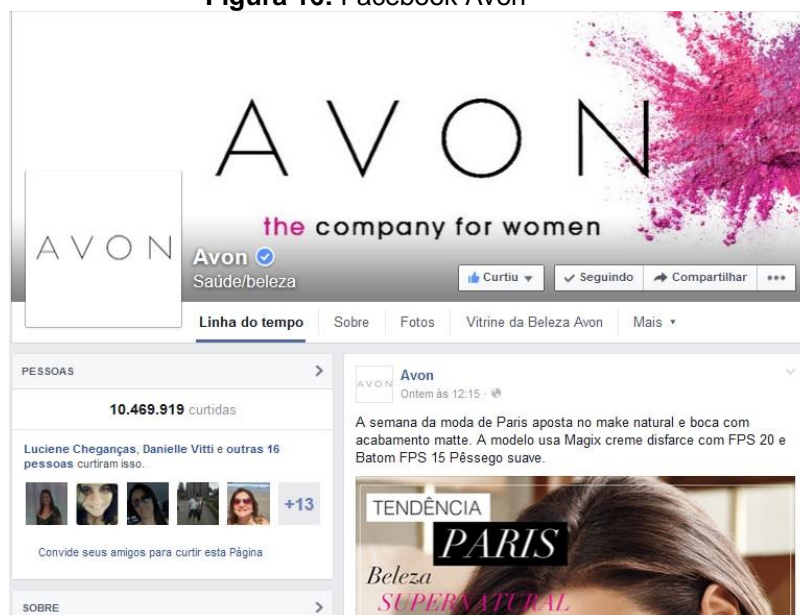 Figura 16: Facebook Avon
AVON
the company for women
AVON
Avon
Saúde/beleza
Curtiu
Seguindo
Compartilhar
Linha do tempo
Sobre
Fotos
Vitrine da Beleza Avon
Mais
PESSOAS
10.469.919 curtidas
Luciene Cheganças, Danielle Vitti e outras 16
pessoas curtiram isso.
+13
Convide seus amigos para curtir esta Página
SOBRE
AVON
Avon
Ontem às 12:15
A semana da moda de Paris aposta no make natural e boca com
acabamento matte. A modelo usa Magix creme disfarce com FPS 20 e
Batom FPS 15 Pêssego suave.
TENDÊNCIA
PARIS
Beleza
SUPERNATURAL